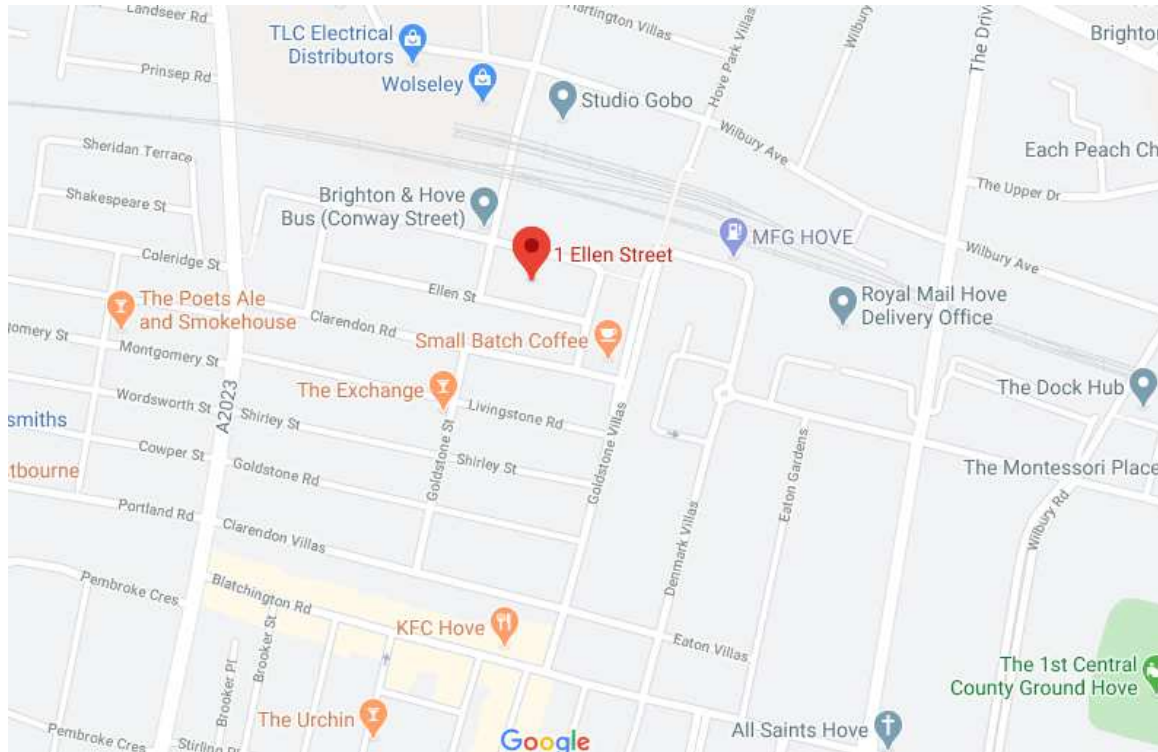 Landseer Rd
Hartington Villas
Hove Park Villas
Wilbury
The Drive
Brighton
TLC Electrical
Distributors
Prinsep Rd
Wolseley
Studio Gobo
Wilbury Ave
Sheridan Terrace
Each Peach Ch
Shakespeare St
Brighton & Hove
Bus (Conway Street)
The Upper Dr
MFG HOVE
Wilbury Ave
Coleridge St
1 Ellen Street
Ellen St
Royal Mail Hove
Delivery Office
The Poets Ale
and Smokehouse
Clarendon Rd
Small Batch Coffee
gomery St
Montgomery St
The Exchange
The Dock Hub
A2023
Wordsworth St
Shirley St
Livingstone Rd
smiths
Goldstone St
Goldstone Villas
Cowper St
Goldstone Rd
Shirley St
Eaton Gardens
The Montessori Place
tbourne
Portland Rd
Clarendon Villas
Denmark Villas
Wilbury Rd
Pembroke Cres
Blatchington Rd
KFC Hove
Eaton Villas
Brooker St
Brooker Pl
The 1st Central
County Ground Hove
The Urchin
All Saints Hove
Pembroke Cres
Stirling Pl
Google